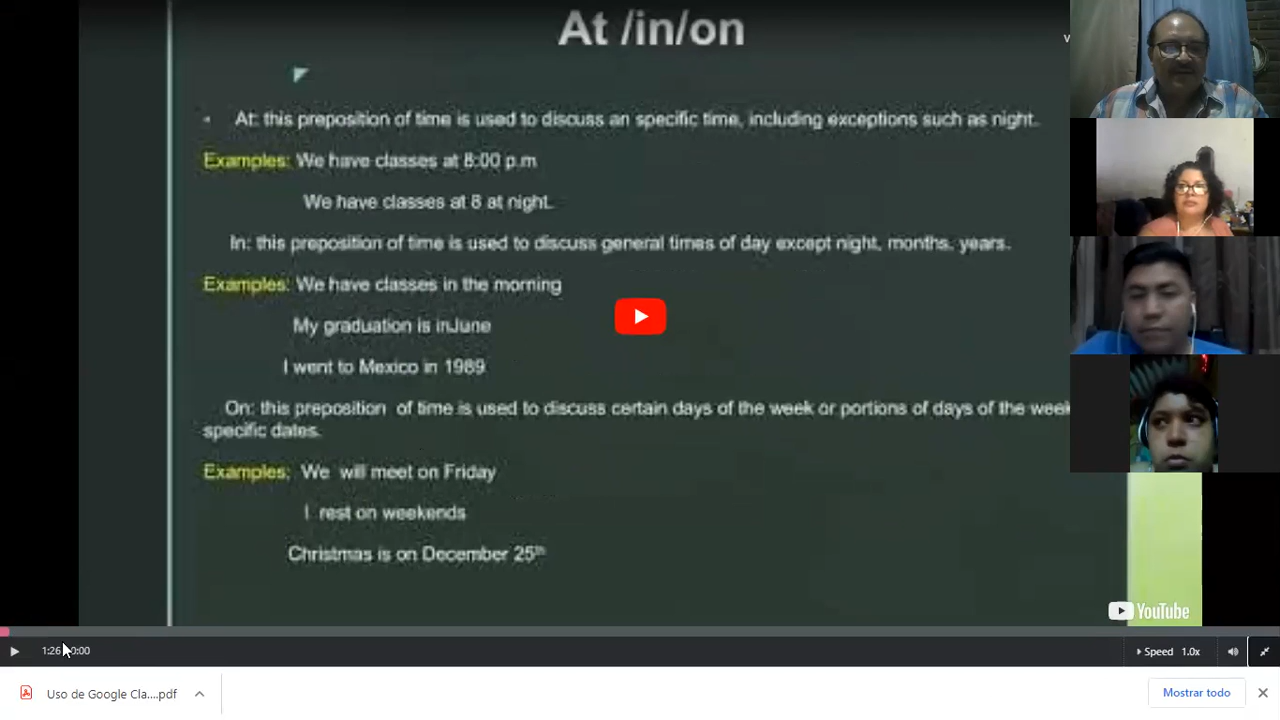 At /in/on
At: this preposition of time is used to discuss an specific time, including exceptions such as night.
Examples: We have classes at 8:00 p.m
We have classes at 8 at night.
In: this preposition of time is used to discuss general times of day except night, months, years.
Examples: We have classes in the morning
My graduation is inJune
I went to Mexico in 1989
On: this preposition of time is used to discuss certain days of the week or portions of days of the week
specific dates.
Examples: We will meet on Friday
I rest on weekends
Christmas is on December 25th
YouTube
1:26 0:00
Speed 1.0x
Uso de Google Cla....pdf
Mostrar todo